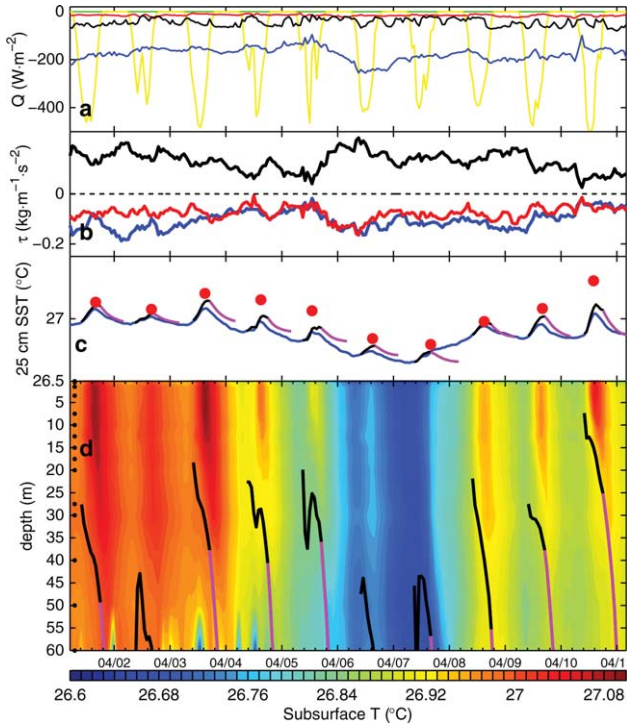 0
−200
−400
Q (W·m−2)
a
0
−0.2
τ (kg·m−1·s−2)
b
27
26.5
25 cm SST (°C)
c
5
10
15
20
25
30
35
40
45
50
55
60
depth (m)
d
04/02 04/03 04/04 04/05 04/06 04/07 04/08 04/09 04/10 04/1
26.6 26.68 26.76 26.84 26.92 27 27.08
Subsurface T (°C)